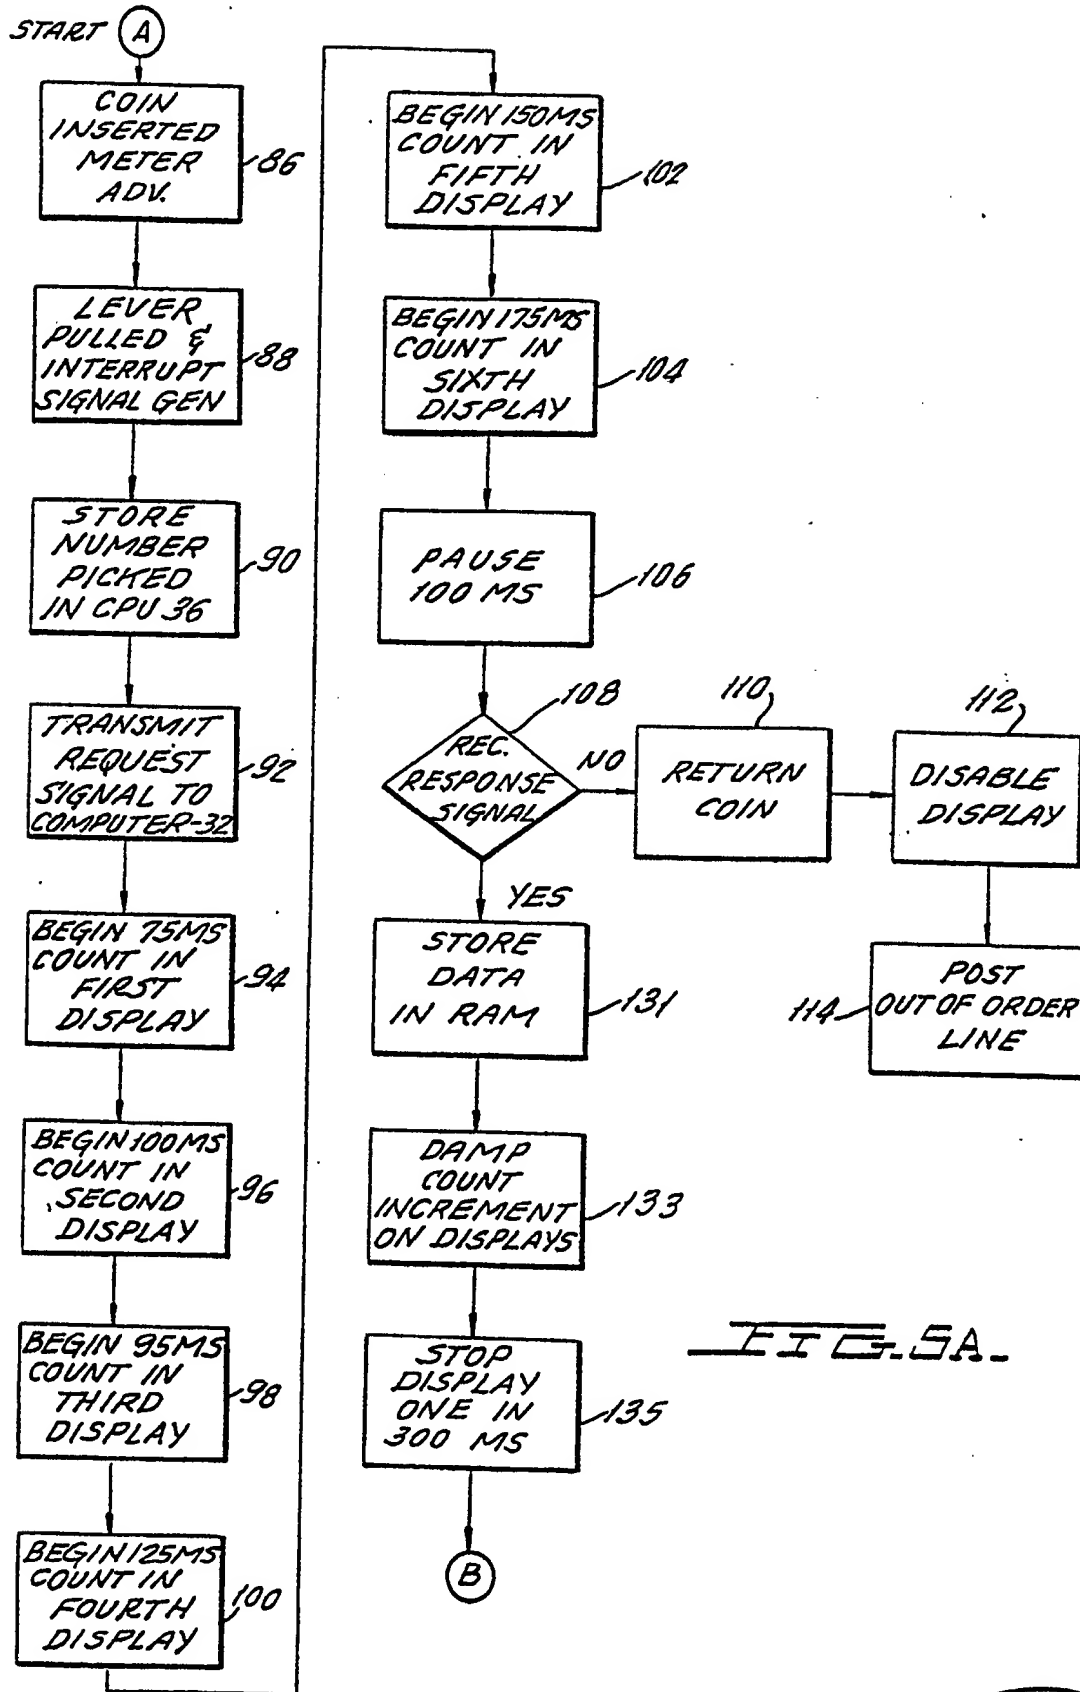 START A
COIN
INSERTED
METER
ADV.
86
LEVER
PULLED &
INTERRUPT
SIGNAL GEN
88
STORE
NUMBER
PICKED
IN CPU 36
90
TRANSMIT
REQUEST
SIGNAL TO
COMPUTER-32
92
BEGIN 75MS
COUNT IN
FIRST
DISPLAY
94
BEGIN 100MS
COUNT IN
SECOND
DISPLAY
96
BEGIN 95MS
COUNT IN
THIRD
DISPLAY
98
BEGIN 125MS
COUNT IN
FOURTH
DISPLAY
100
BEGIN 150MS
COUNT IN
FIFTH
DISPLAY
102
BEGIN 175MS
COUNT IN
SIXTH
DISPLAY
104
PAUSE
100 MS
106
REC.
RESPONSE
SIGNAL
108
NO
RETURN
COIN
110
DISABLE
DISPLAY
112
POST
OUT OF ORDER
LINE
114
YES
STORE
DATA
IN RAM
131
DAMP
COUNT
INCREMENT
ON DISPLAYS
133
STOP
DISPLAY
ONE IN
300 MS
135
B
FIG. 5A.